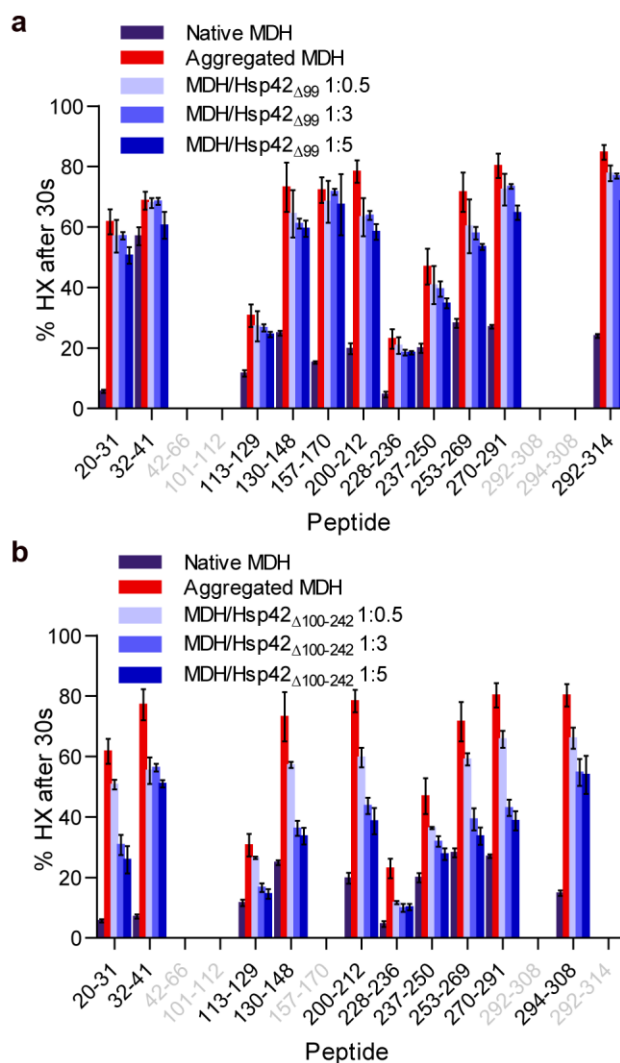 a
Native MDH
Aggregated MDH
MDH/Hsp42Δ99 1:0.5
MDH/Hsp42Δ99 1:3
MDH/Hsp42Δ99 1:5
% HX after 30s
100
80
60
40
20
0
20-31
32-41
42-66
101-112
113-129
130-148
157-170
200-212
228-236
237-250
253-269
270-291
292-308
294-308
292-314
Peptide
b
Native MDH
Aggregated MDH
MDH/Hsp42Δ100-242 1:0.5
MDH/Hsp42Δ100-242 1:3
MDH/Hsp42Δ100-242 1:5
% HX after 30s
100
80
60
40
20
0
20-31
32-41
42-66
101-112
113-129
130-148
157-170
200-212
228-236
237-250
253-269
270-291
292-308
294-308
292-314
Peptide